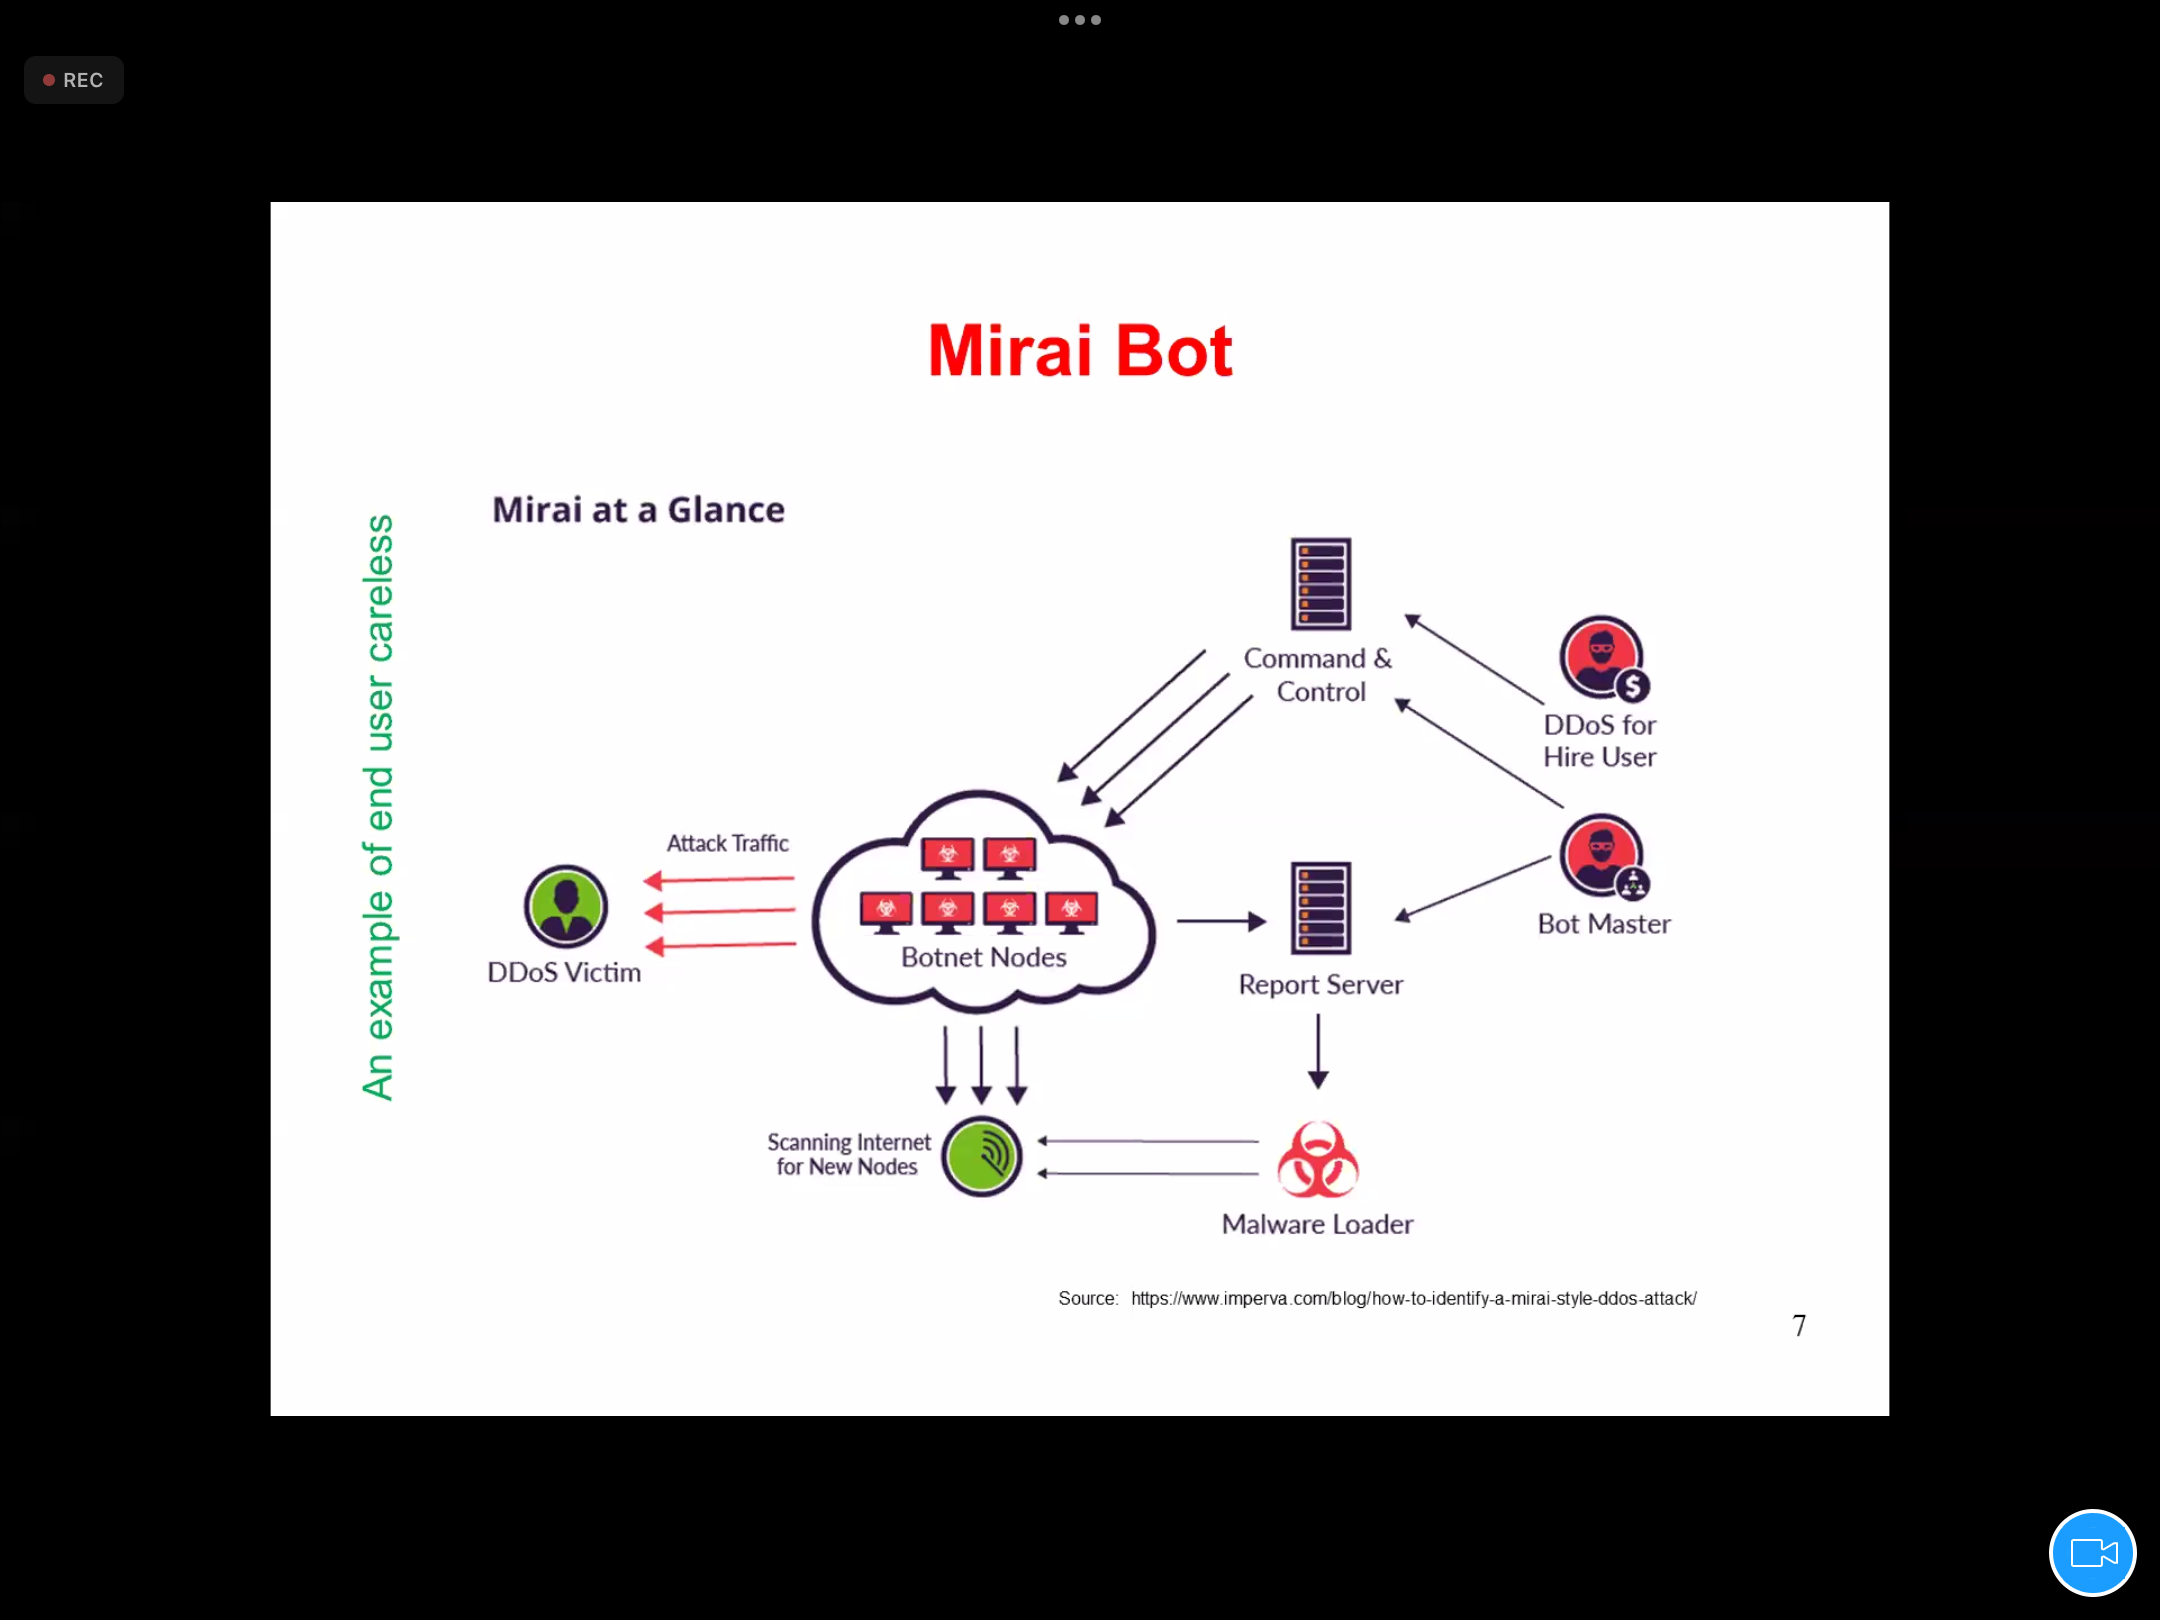 REC
Mirai Bot
Mirai at a Glance
An example of end user careless
Command &
Control
$
DDoS for
Hire User
Attack Traffic
Botnet Nodes
DDoS Victim
Bot Master
Report Server
Scanning Internet
for New Nodes
Malware Loader
Source: https://www.imperva.com/blog/how-to-identify-a-mirai-style-ddos-attack/
7